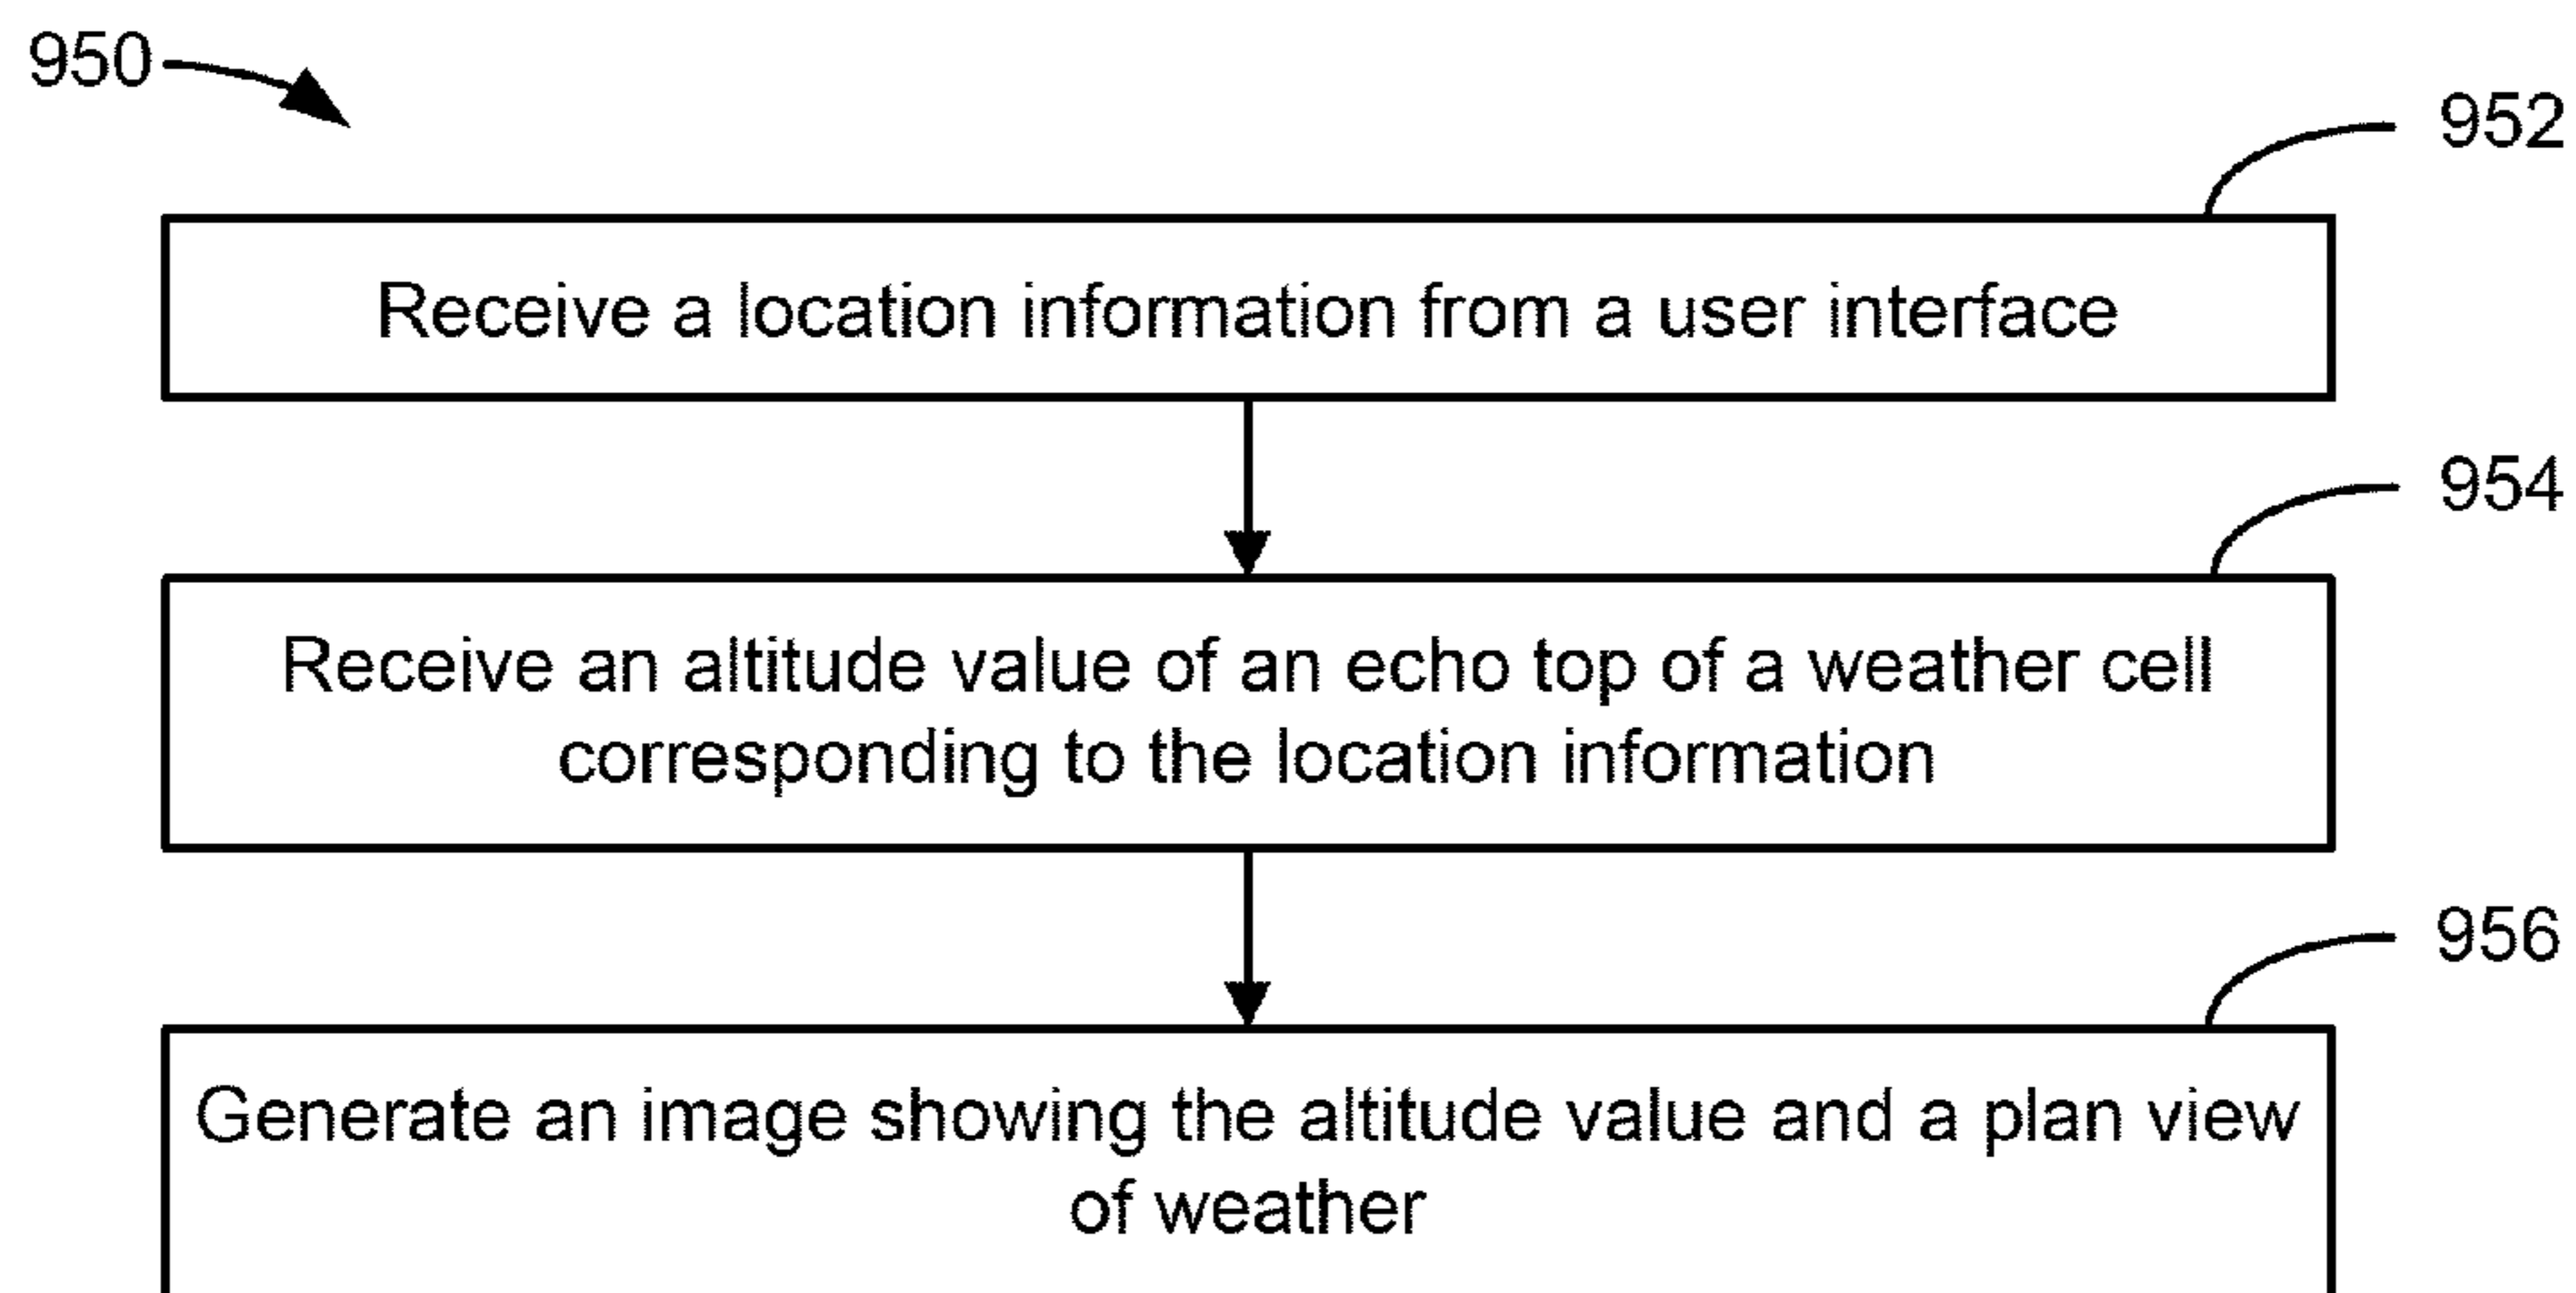 950
952
Receive a location information from a user interface
954
Receive an altitude value of an echo top of a weather cell
corresponding to the location information
956
Generate an image showing the altitude value and a plan view
of weather